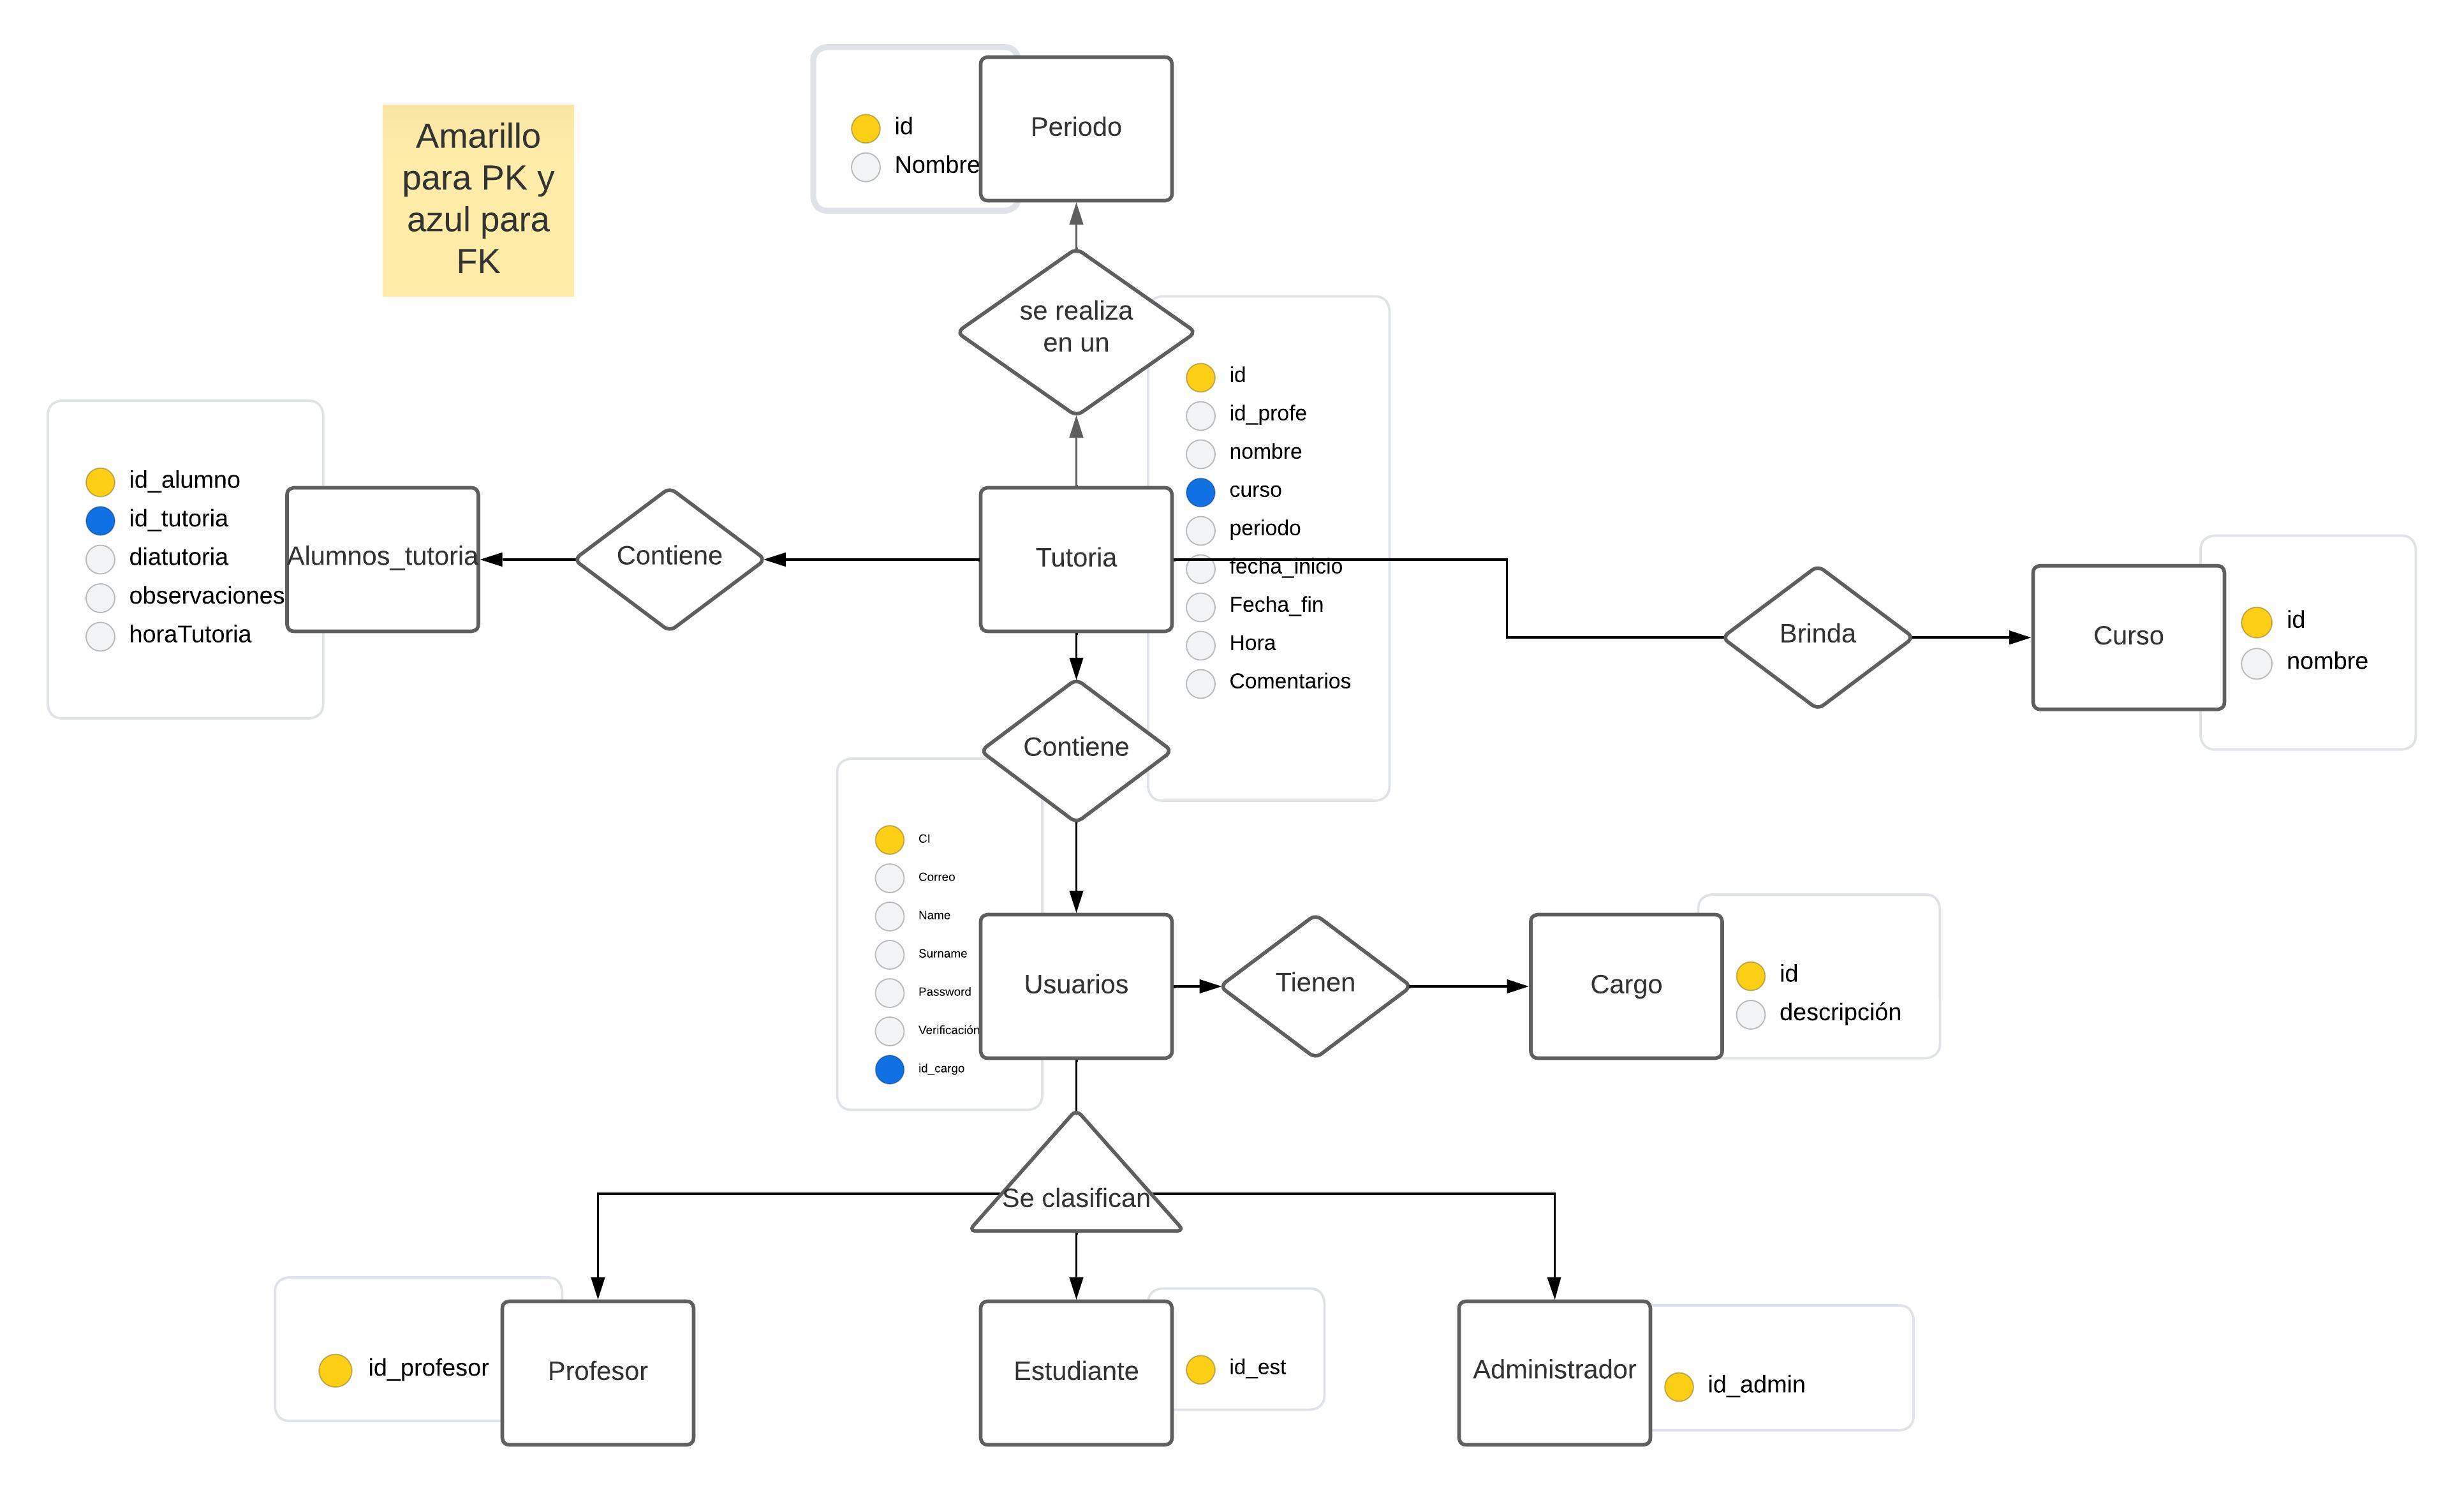 Amarillo
para PK y
azul para
FK
id
Nombre
Periodo
se realiza
en un
id
id_profe
nombre
curso
periodo
fecha_inicio
Fecha_fin
Hora
Comentarios
id_alumno
id_tutoria
diatutoria
observaciones
horaTutoria
Alumnos_tutoria
Contiene
Tutoria
Brinda
Curso
id
nombre
Contiene
CI
Correo
Name
Surname
Password
Verificación
id_cargo
Usuarios
Tienen
Cargo
id
descripción
Se clasifican
id_profesor
Profesor
Estudiante
id_est
Administrador
id_admin